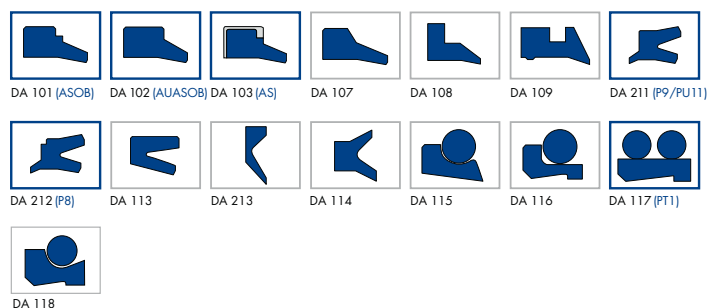 DA 101 (ASOB) DA 102 (AUASOB) DA 103 (AS) DA 107 DA 108 DA 109 DA 211 (P9/PU11)
DA 212 (P8) DA 113 DA 213 DA 114 DA 115 DA 116 DA 117 (PT1)
DA 118